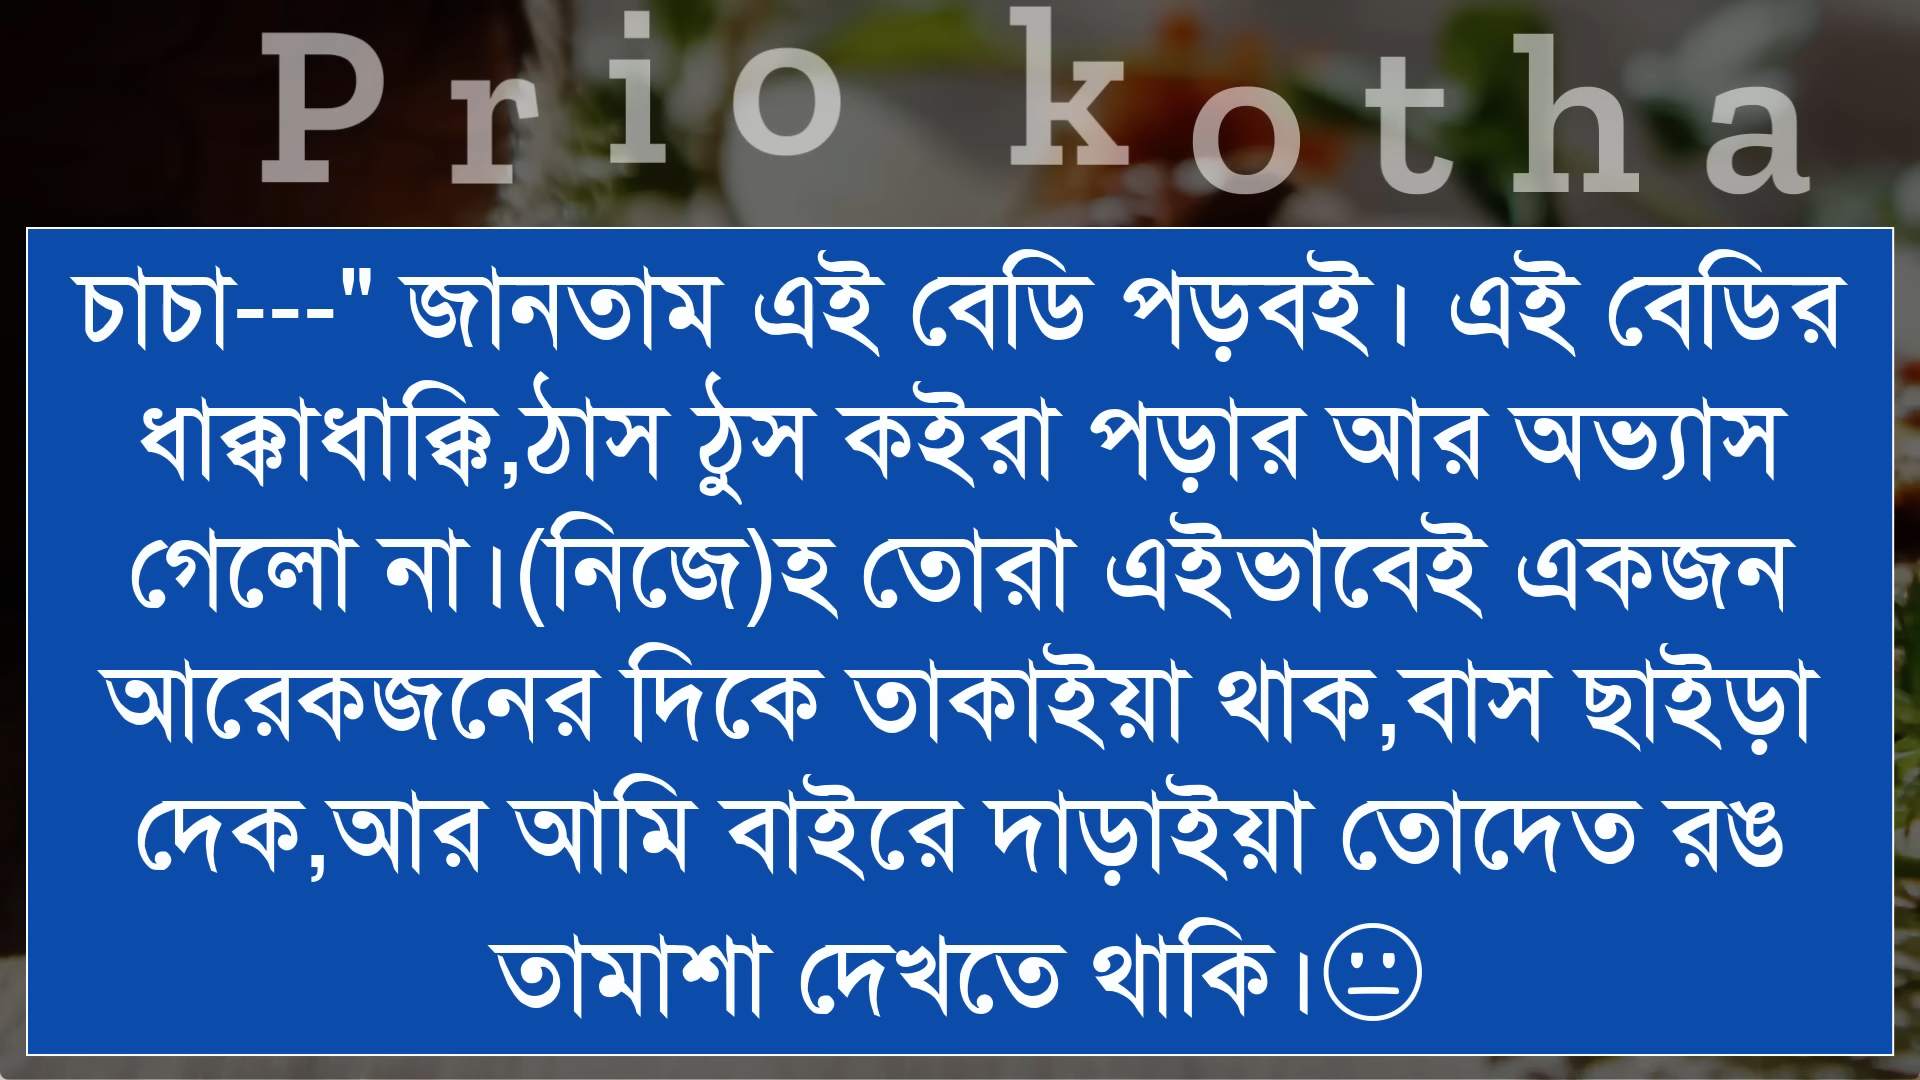 Prio kotha
চাচা---" জানতাম এই বেডি পড়বই। এই বেডির
ধাক্কাধাক্কি,ঠাস ঠুস কইরা পড়ার আর অভ্যাস
গেলো না।(নিজে)হ তোরা এইভাবেই একজন
আরেকজনের দিকে তাকাইয়া থাক,বাস ছাইড়া
দেক,আর আমি বাইরে দাড়াইয়া তোদেত রঙ
তামাশা দেখতে থাকি।😐